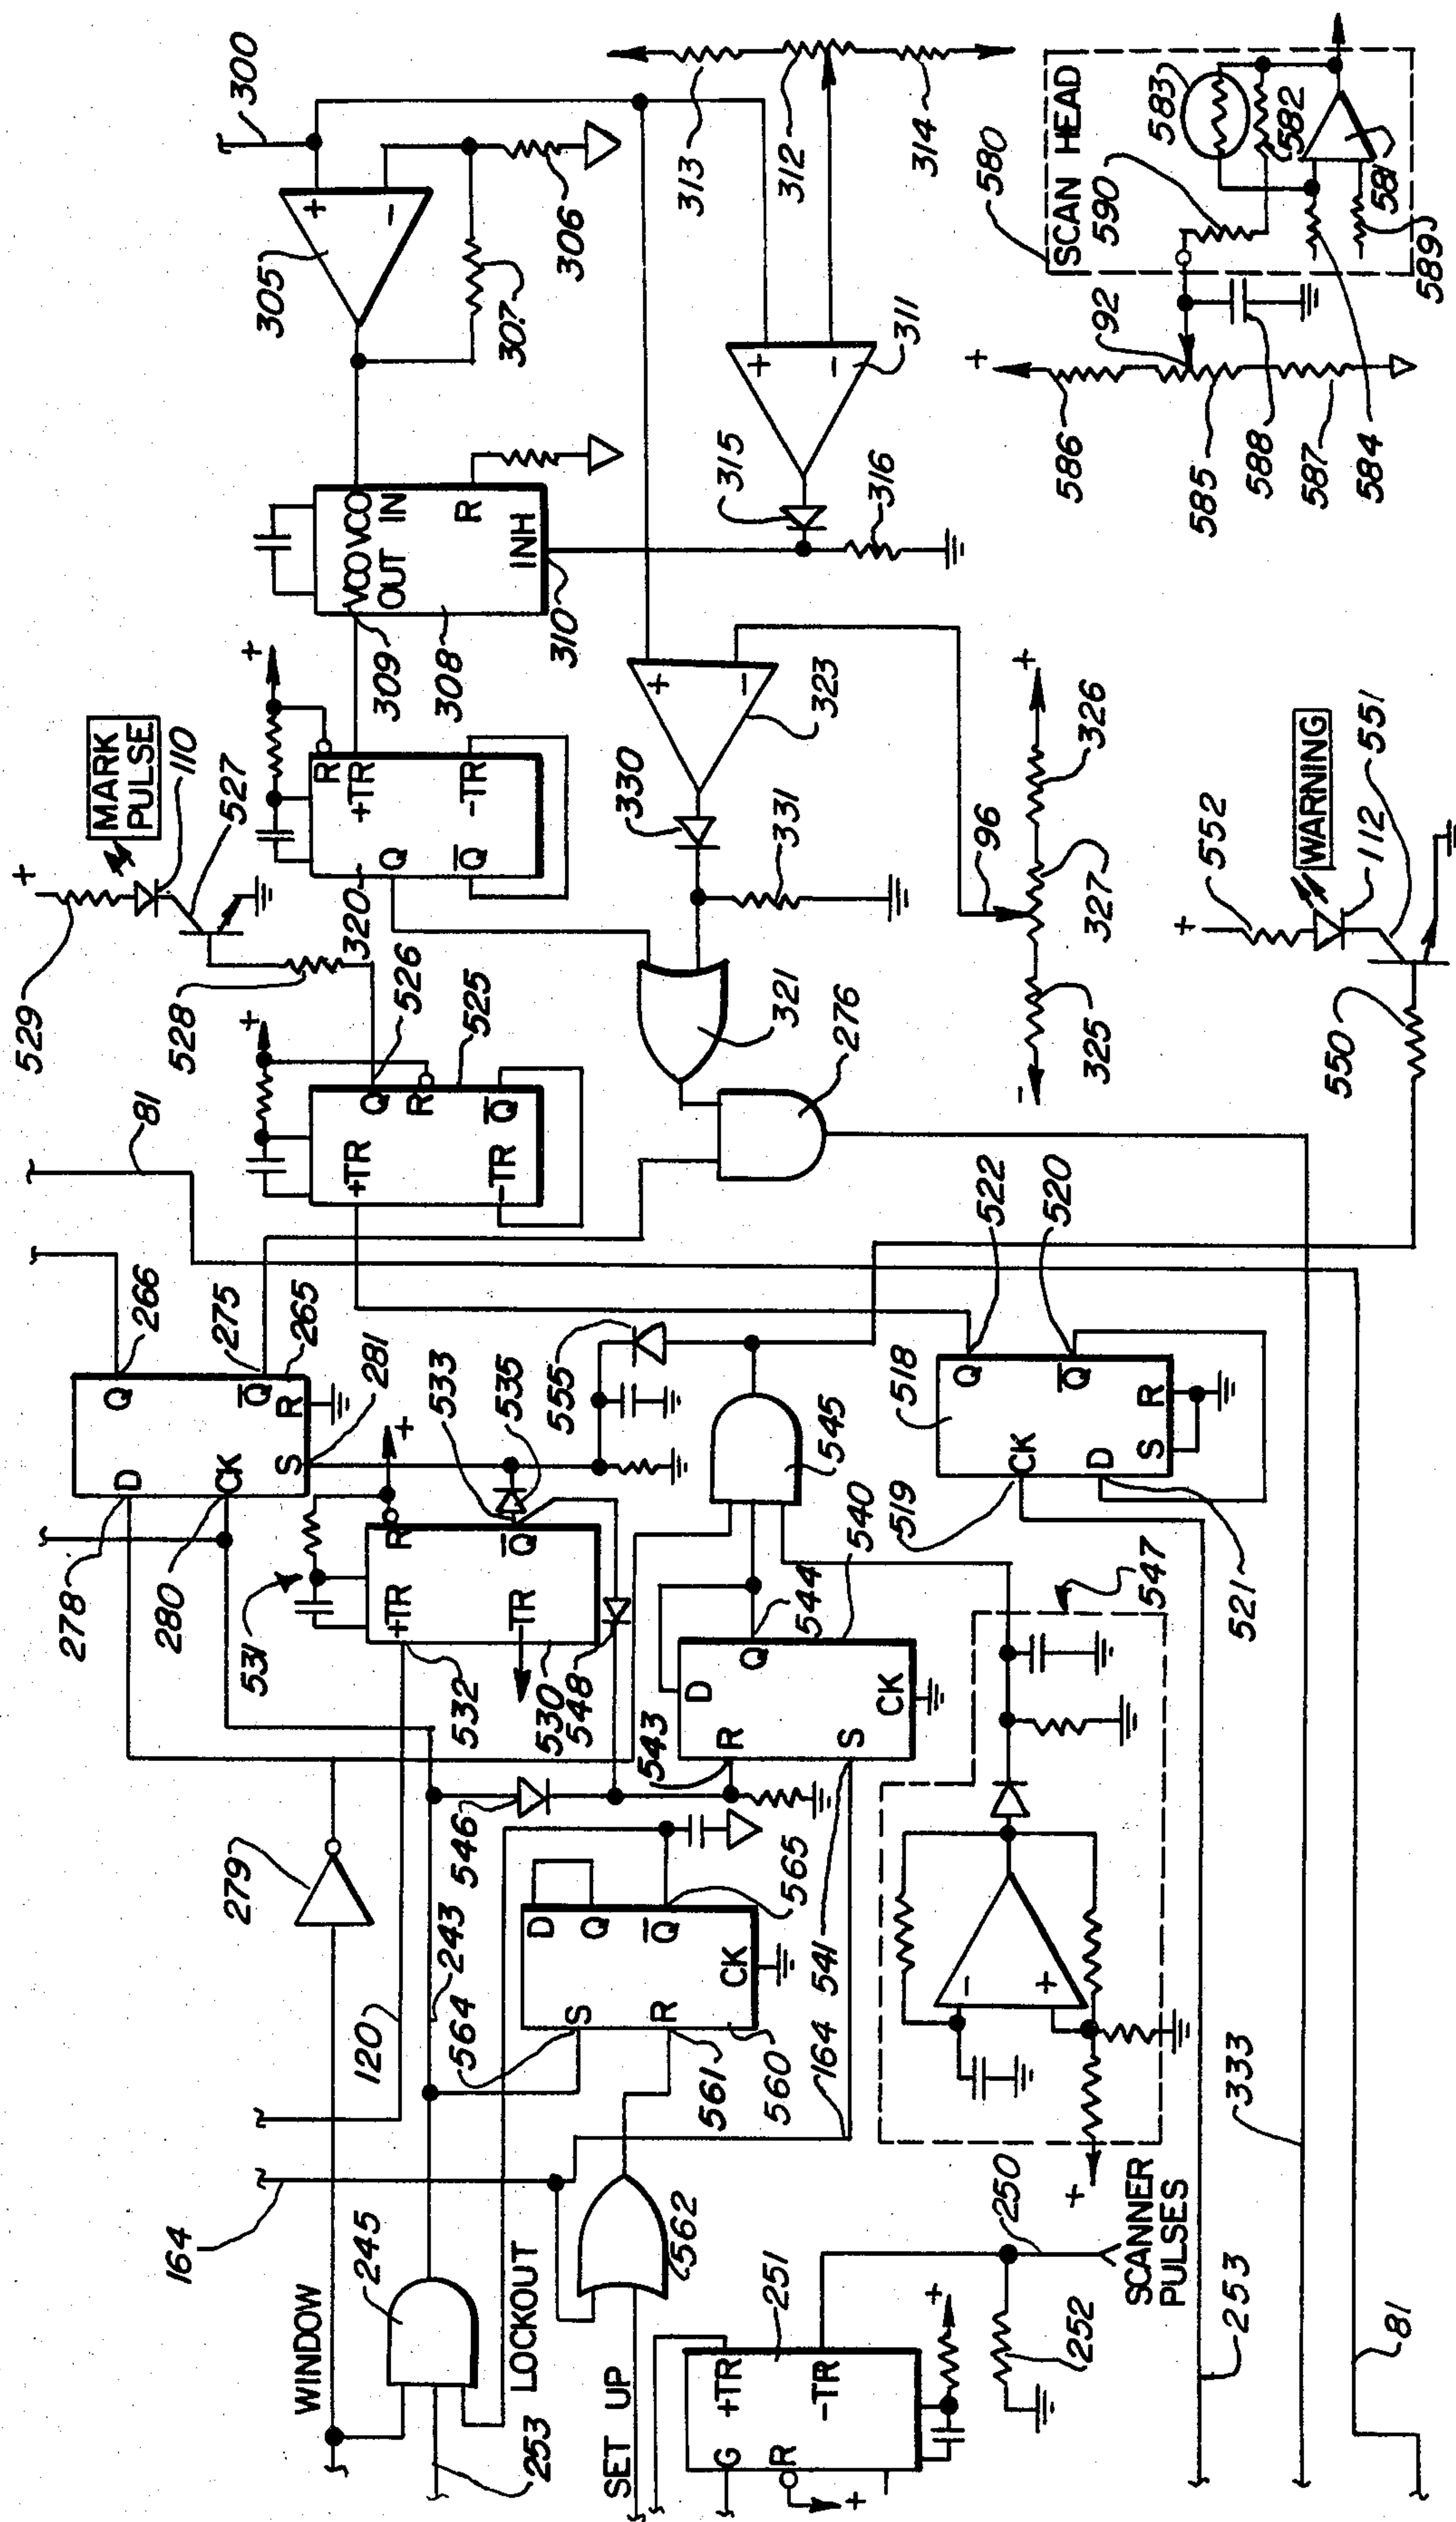 164
WINDOW
245
253
LOCKOUT
SET UP
562
G
+TR
R
-TR
251
252
250
SCANNER
PULSES
253
333
81
279
120
243
564
S
D
Q
R
Q
CK
561
560
565
541
164
546
543
278
280
531
D
Q
CK
Q
S
R
266
275
265
281
532
+TR
R
Q
TR
530
533
535
548
555
D
R
Q
S
CK
544
540
545
547
-
+
519
518
CK
Q
D
Q
S
R
521
522
520
81
529
+
MARK
PULSE
110
527
528
526
525
+TR
Q
R
-TR
Q
320
R
+TR
Q
-TR
Q
309
308
310
VCO
OUT
VCO
IN
R
INH
305
+
-
300
307
306
321
276
330
331
323
+
-
96
326
327
325
+
-
315
316
311
+
-
313
312
314
552
+
WARNING
112
551
550
580
SCAN HEAD
590
583
582
581
589
92
+
586
585
588
587
584